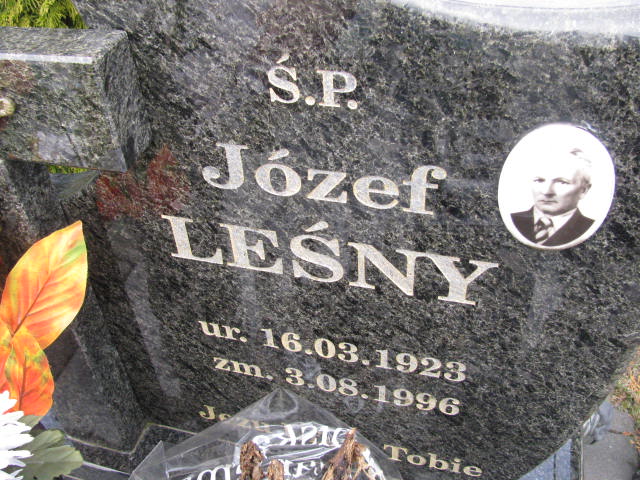 Ś.P.
Józef
LEŚNY
ur. 16.03.1923
zm. 3.08.1996
Tobie